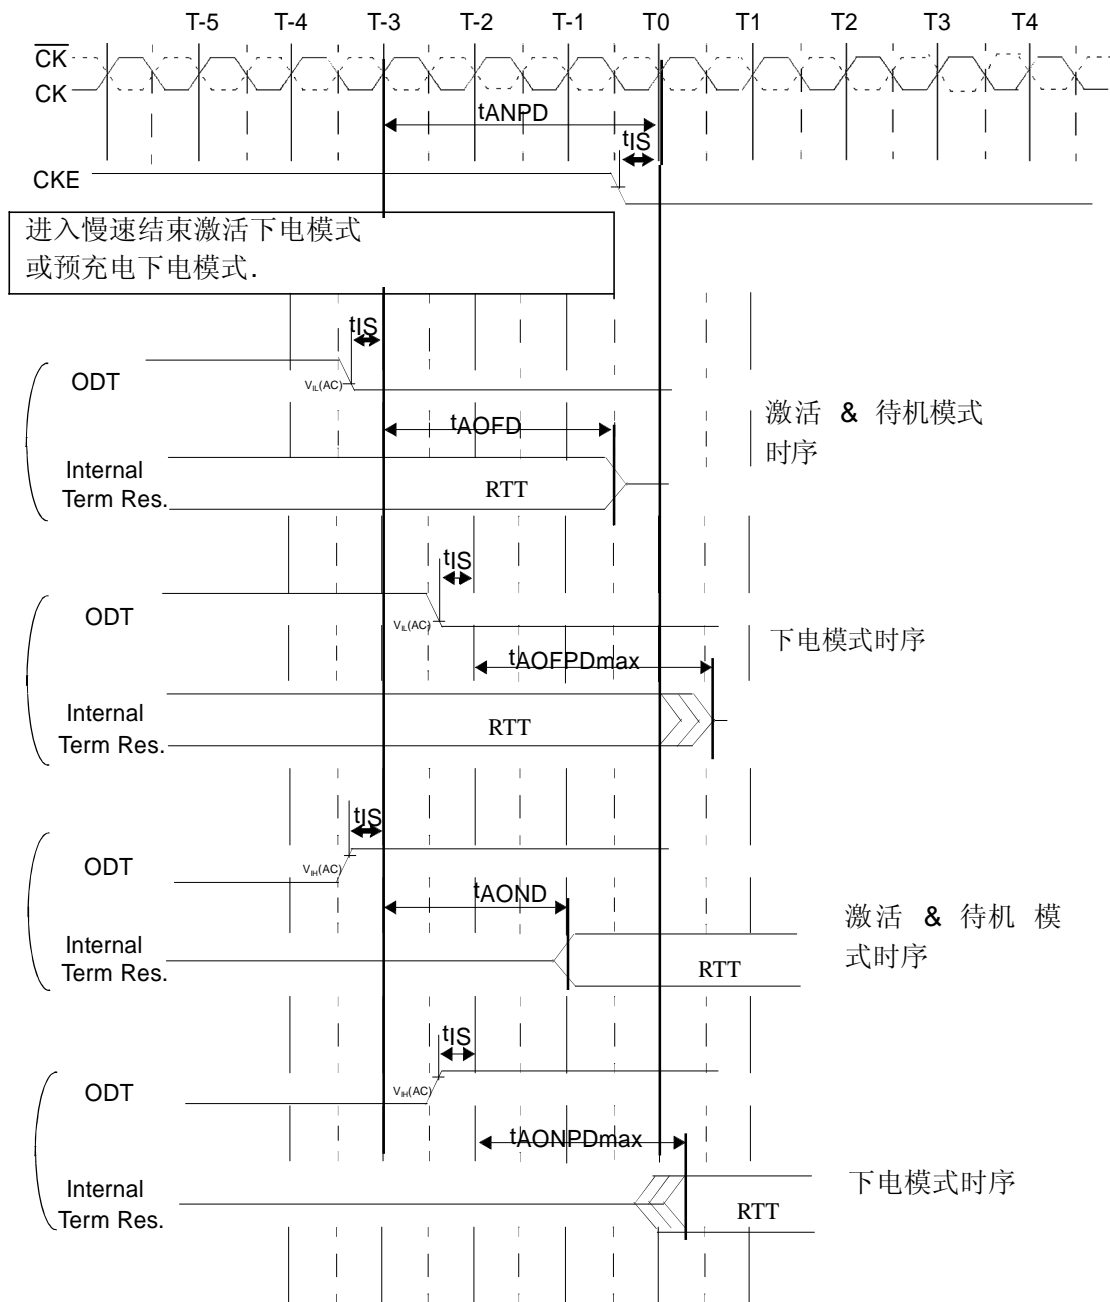 T-5 T-4 T-3 T-2 T-1 T0 T1 T2 T3 T4
CK
CK
tANPD
tIS
CKE
进入慢速结束激活下电模式
或预充电下电模式.
tIS
ODT
VIL(AC)
激活 & 待机模式
时序
tAOFD
Internal
Term Res.
RTT
tIS
ODT
VIL(AC)
下电模式时序
tAOFPDmax
Internal
Term Res.
RTT
tIS
ODT
VIH(AC)
tAOND
激活 & 待机 模
式时序
Internal
Term Res.
RTT
tIS
ODT
VIH(AC)
tAONPDmax
下电模式时序
Internal
Term Res.
RTT